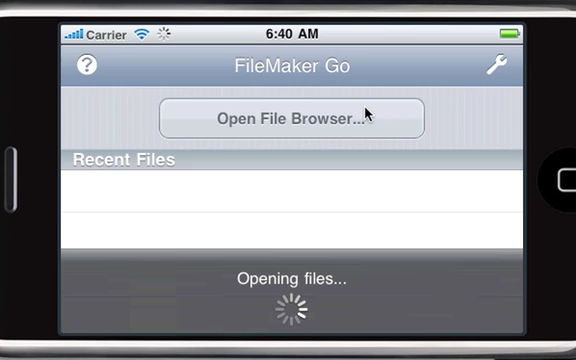 Carrier 6:40 AM
? FileMaker Go
Open File Browser...
Recent Files
Opening files...